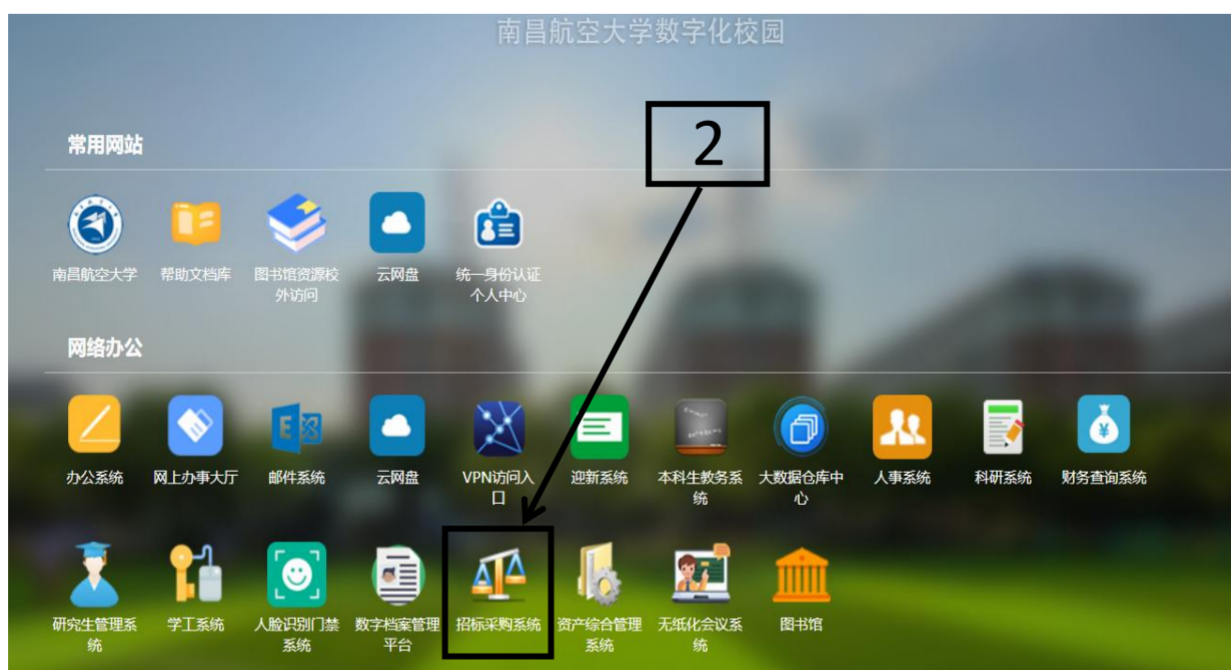 南昌航空大学数字化校园
2
常用网站
南昌航空大学
帮助文档库
图书馆资源校
外访问
云网盘
统一身份认证
个人中心
网络办公
办公系统
网上办事大厅
邮件系统
云网盘
VPN访问入
口
迎新系统
本科生教务系
统
大数据仓库中
心
人事系统
科研系统
财务查询系统
研究生管理系
统
学工系统
人脸识别门禁
系统
数字档案管理
平台
招标采购系统
资产综合管理
系统
无纸化会议系
统
图书馆